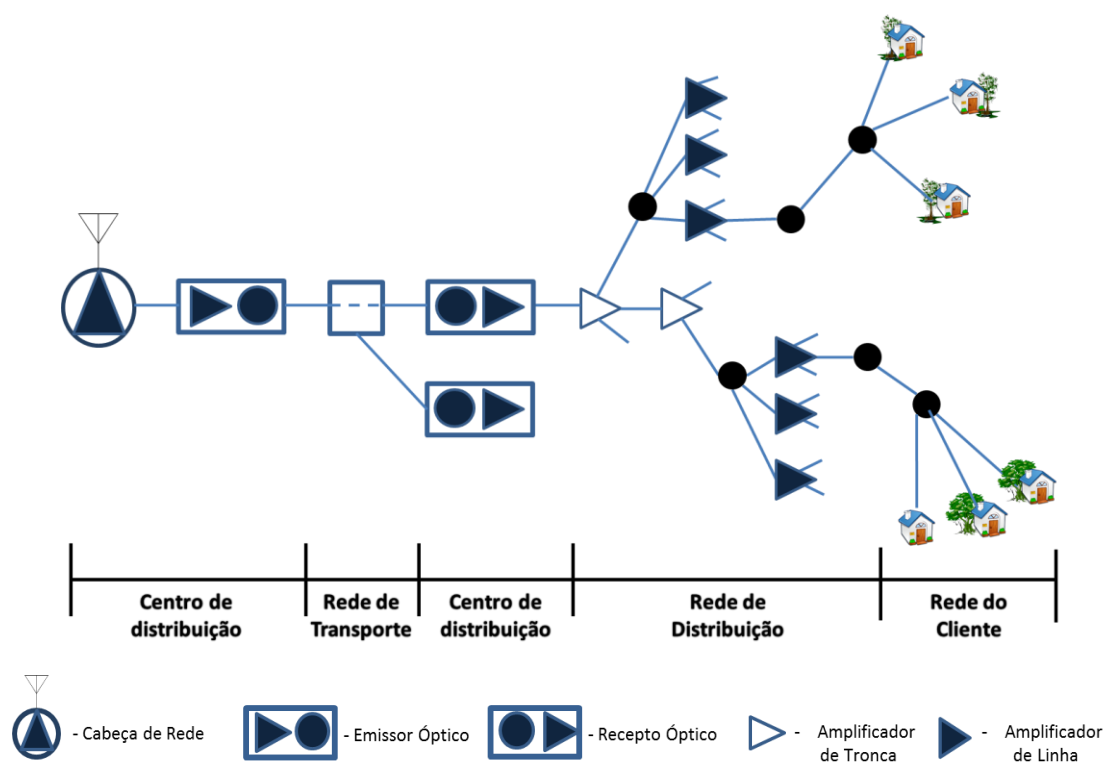 Centro de
distribuição
Rede de
Transporte
Centro de
distribuição
Rede de
Distribuição
Rede do
Cliente
- Cabeça de Rede
- Emissor Óptico
- Recepto Óptico
- Amplificador
de Tronca
- Amplificador
de Linha